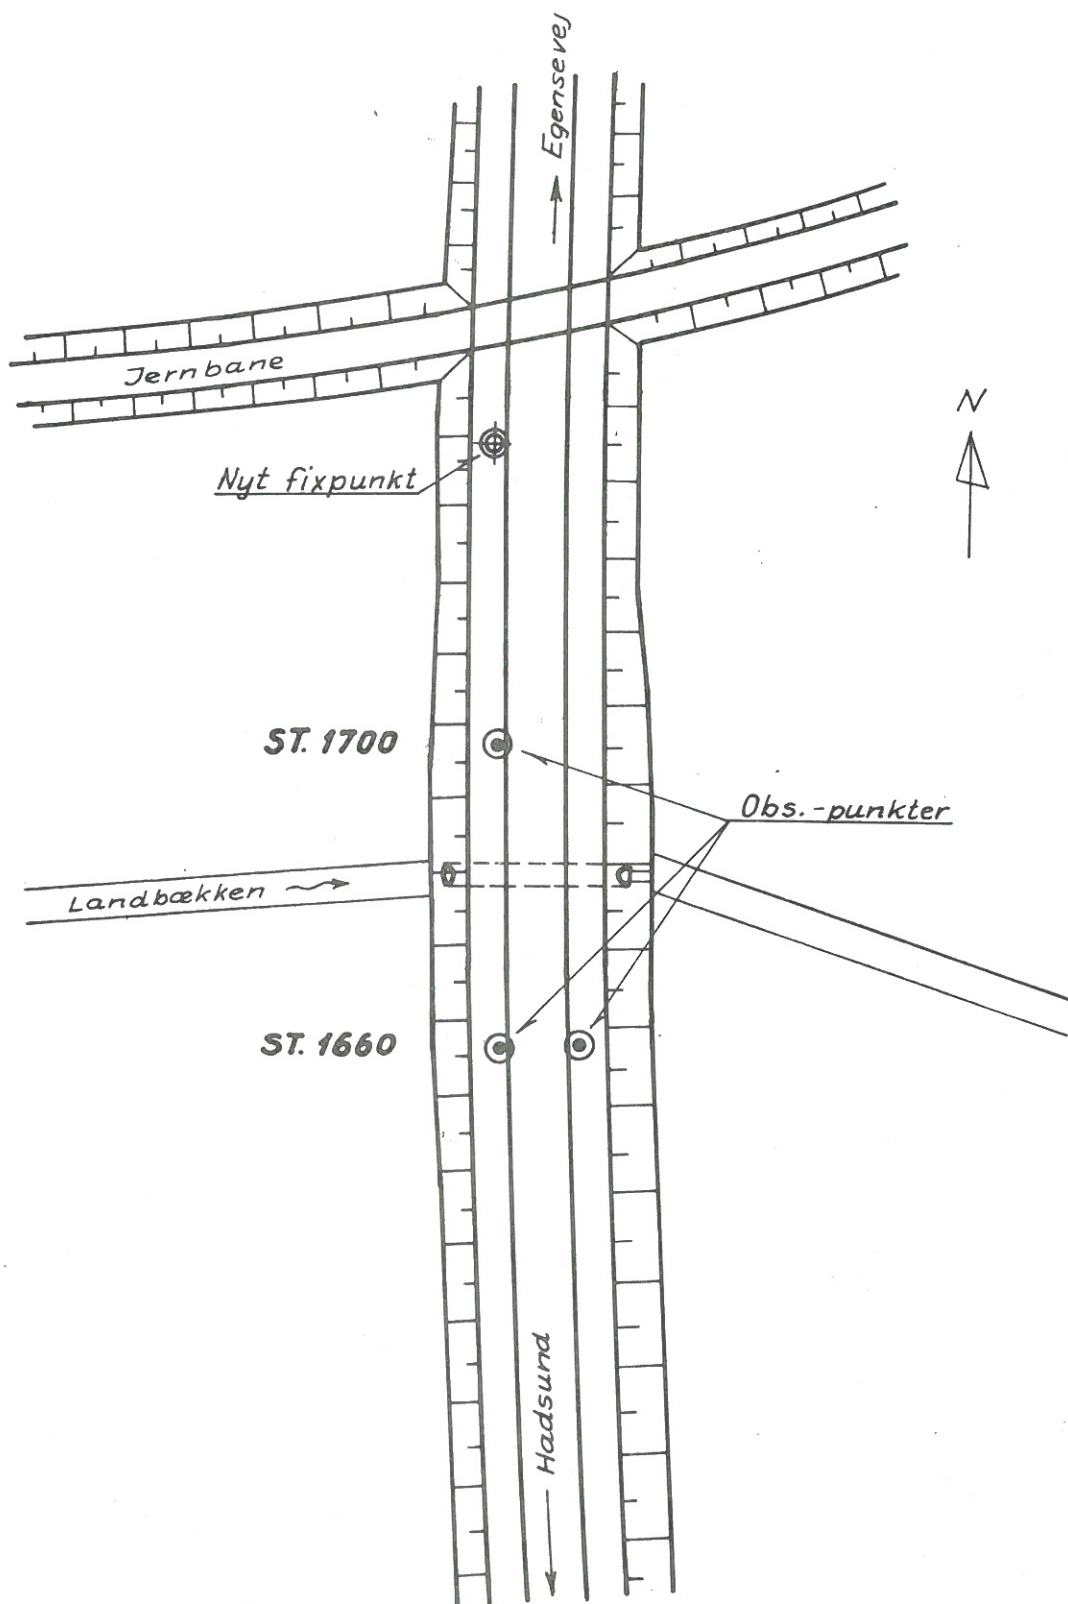 Egensevej
Jernbane
N
Nyt fixpunkt
ST. 1700
Obs.-punkter
Landbækken
ST. 1660
Hadsund